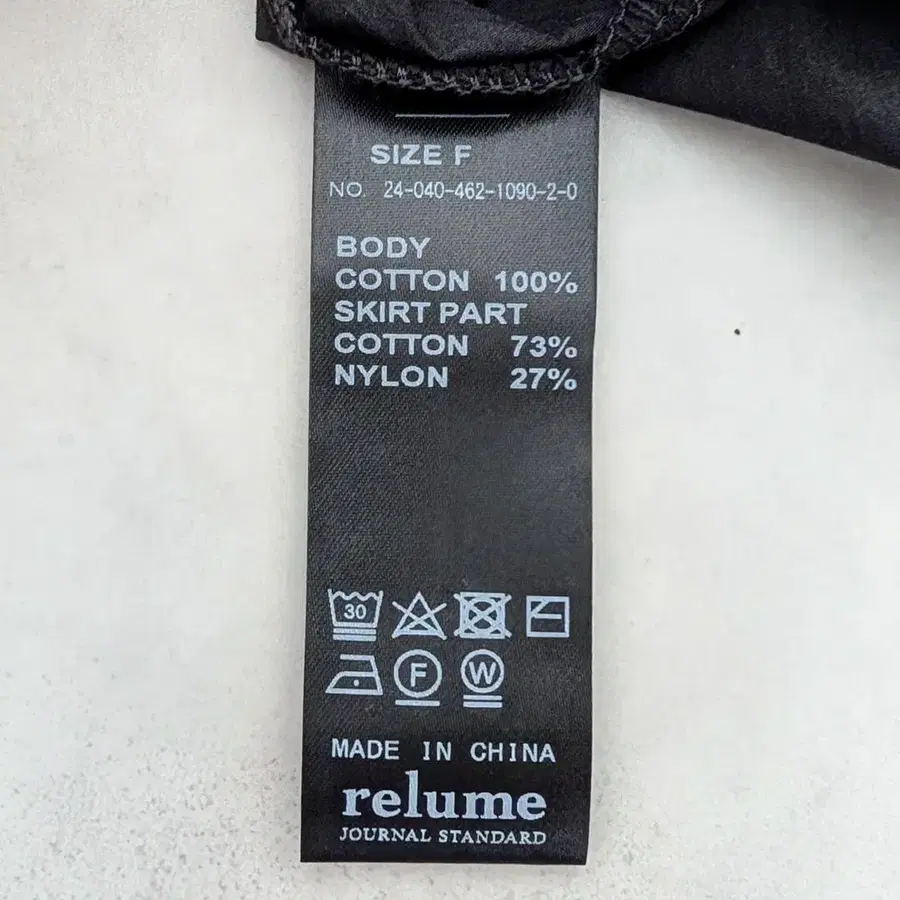 SIZE F
NO. 24-040-462-1090-2-0
BODY
COTTON 100%
SKIRT PART
COTTON 73%
NYLON 27%
30
F W
MADE IN CHINA
relume
JOURNAL STANDARD